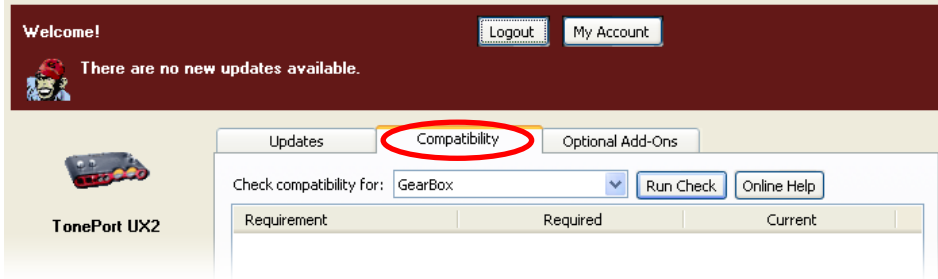 Welcome!
Logout
My Account
There are no new updates available.
Updates
Compatibility
Optional Add-Ons
Check compatibility for:
GearBox
Run Check
Online Help
TonePort UX2
Requirement
Required
Current